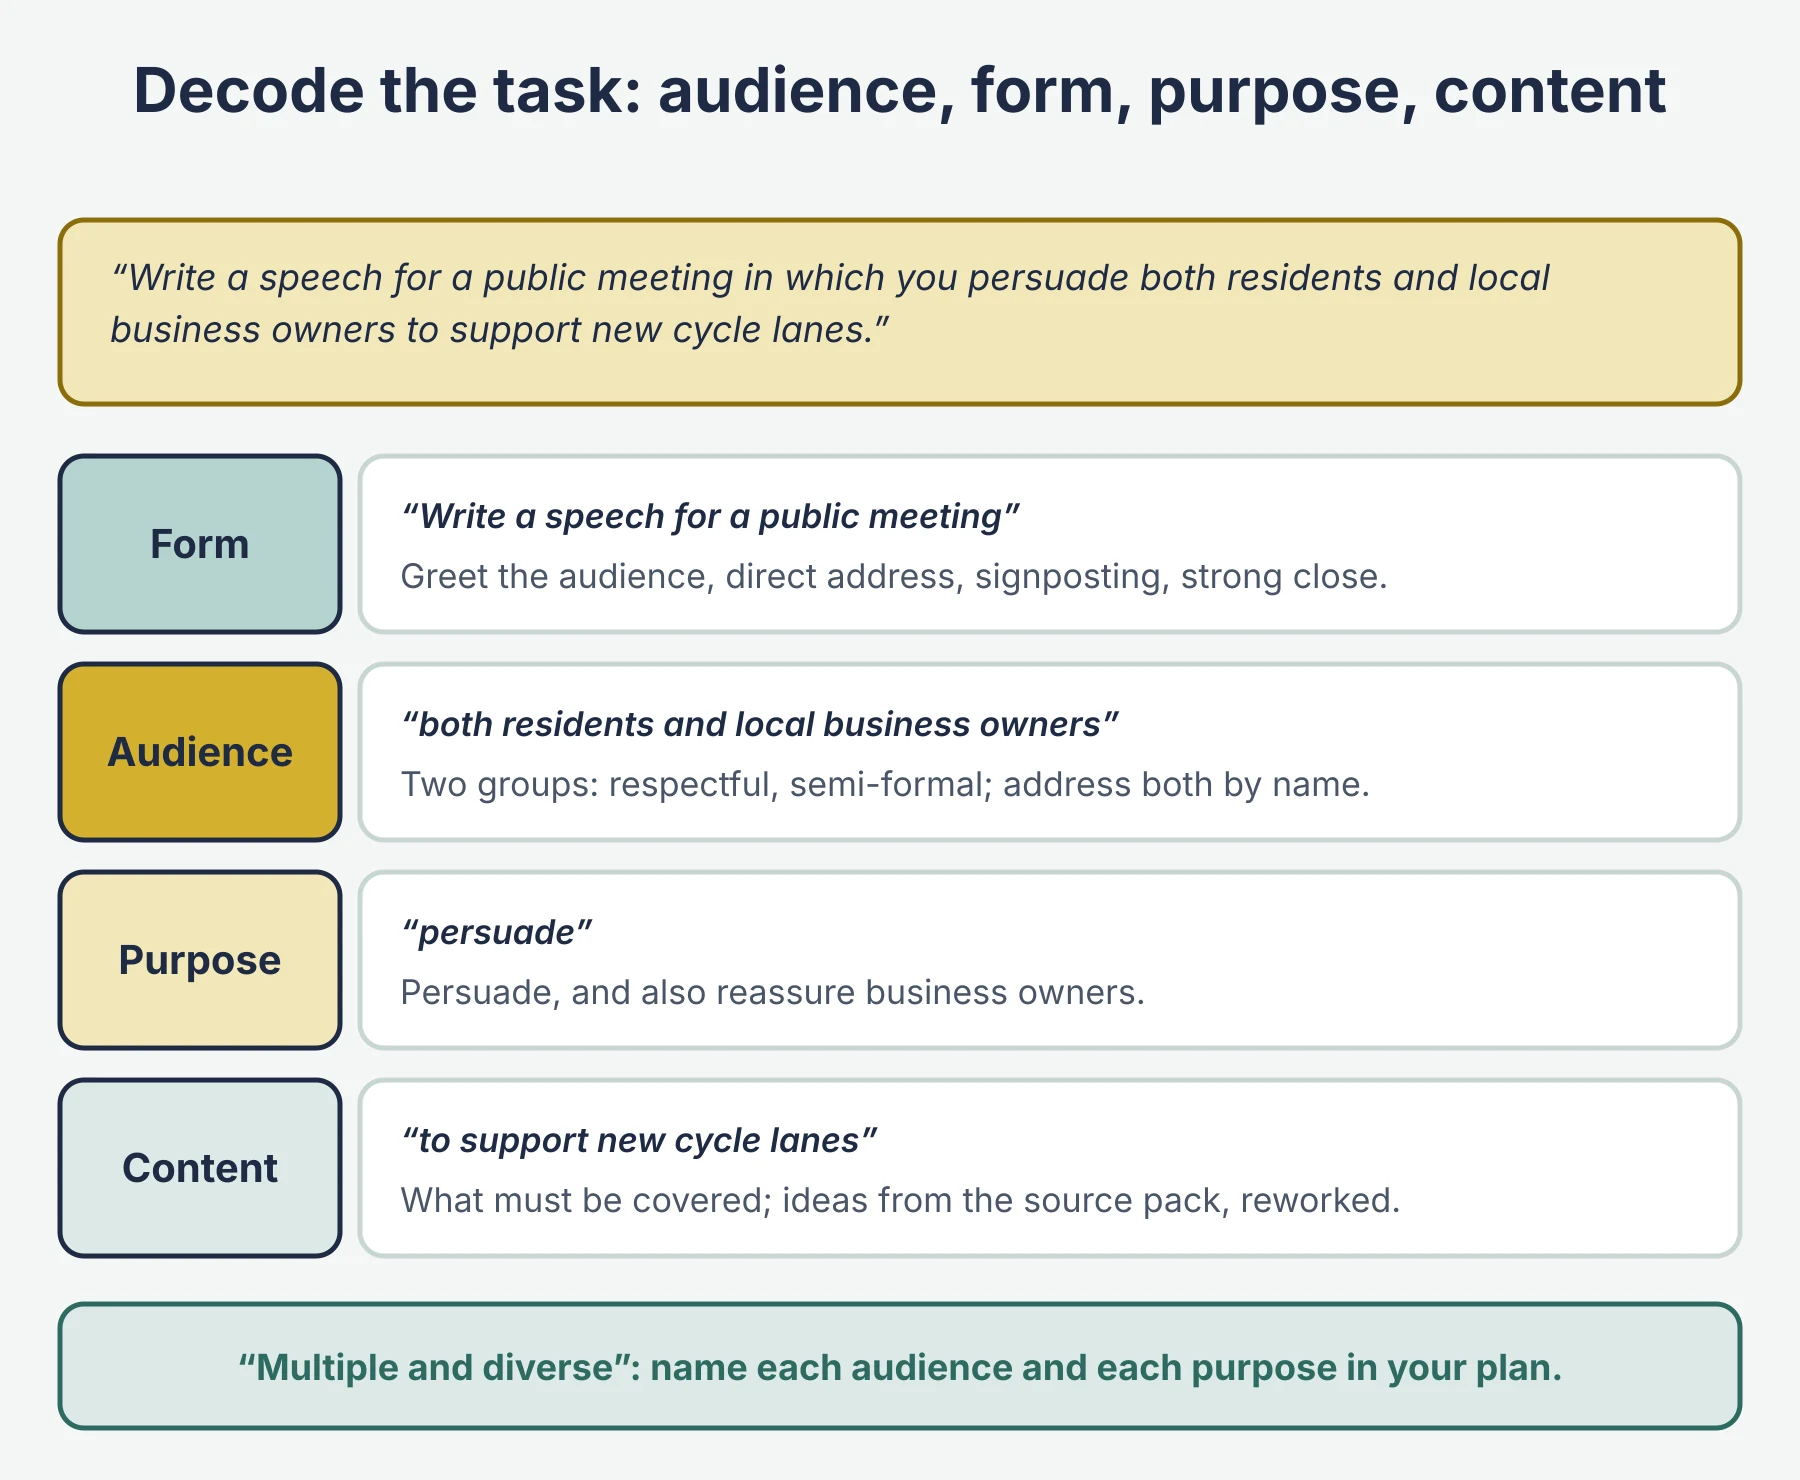 Decode the task: audience, form, purpose, content
“Write a speech for a public meeting in which you persuade both residents and local
business owners to support new cycle lanes.”
Form
“Write a speech for a public meeting”
Greet the audience, direct address, signposting, strong close.
Audience
“both residents and local business owners”
Two groups: respectful, semi-formal; address both by name.
Purpose
“persuade”
Persuade, and also reassure business owners.
Content
“to support new cycle lanes”
What must be covered; ideas from the source pack, reworked.
“Multiple and diverse”: name each audience and each purpose in your plan.